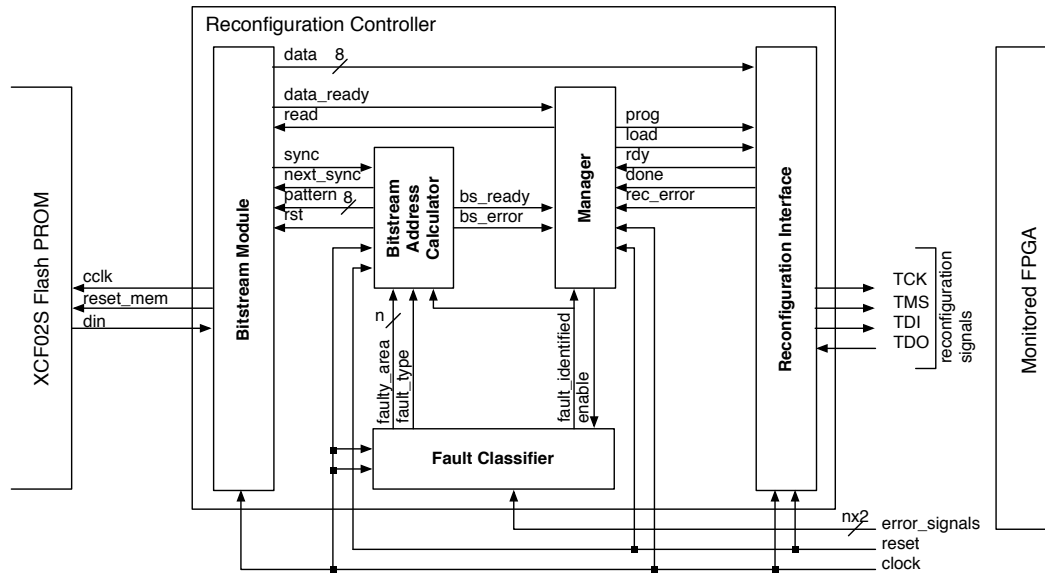 Reconfiguration Controller
data 8
data_ready
read
prog
load
sync
rdy
next_sync
done
pattern 8
bs_ready
rec_error
rst
bs_error
Bitstream Module
Bitstream Address Calculator
Manager
Reconfiguration Interface
XCF02S Flash PROM
Monitored FPGA
cclk
reset_mem
din
TCK
TMS
TDI
TDO
reconfiguration signals
n
faulty_area
fault_type
fault_identified
enable
Fault Classifier
nx2
error_signals
reset
clock